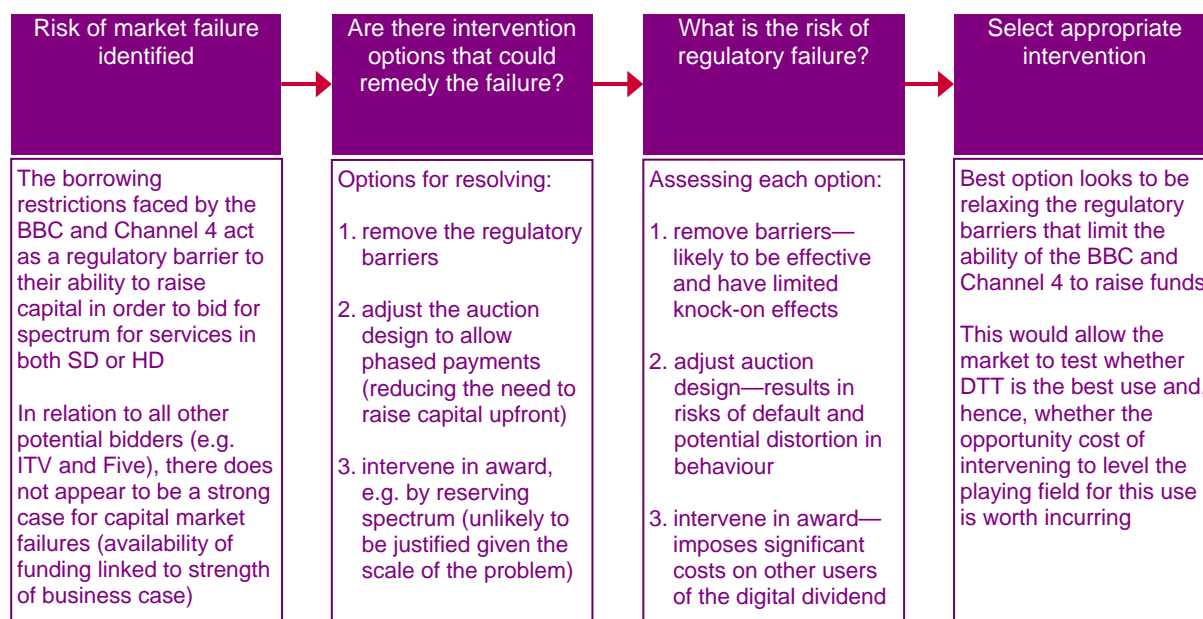 Risk of market failure
identified
Are there intervention
options that could
remedy the failure?
What is the risk of
regulatory failure?
Select appropriate
intervention
The borrowing
restrictions faced by the
BBC and Channel 4 act
as a regulatory barrier to
their ability to raise
capital in order to bid for
spectrum for services in
both SD or HD
In relation to all other
potential bidders (e.g.
ITV and Five), there does
not appear to be a strong
case for capital market
failures (availability of
funding linked to strength
of business case)
Options for resolving:
1. remove the regulatory
barriers
2. adjust the auction
design to allow
phased payments
(reducing the need to
raise capital upfront)
3. intervene in award,
e.g. by reserving
spectrum (unlikely to
be justified given the
scale of the problem)
Assessing each option:
1. remove barriers—
likely to be effective
and have limited
knock-on effects
2. adjust auction
design—results in
risks of default and
potential distortion in
behaviour
3. intervene in award—
imposes significant
costs on other users
of the digital dividend
Best option looks to be
relaxing the regulatory
barriers that limit the
ability of the BBC and
Channel 4 to raise funds
This would allow the
market to test whether
DTT is the best use and,
hence, whether the
opportunity cost of
intervening to level the
playing field for this use
is worth incurring